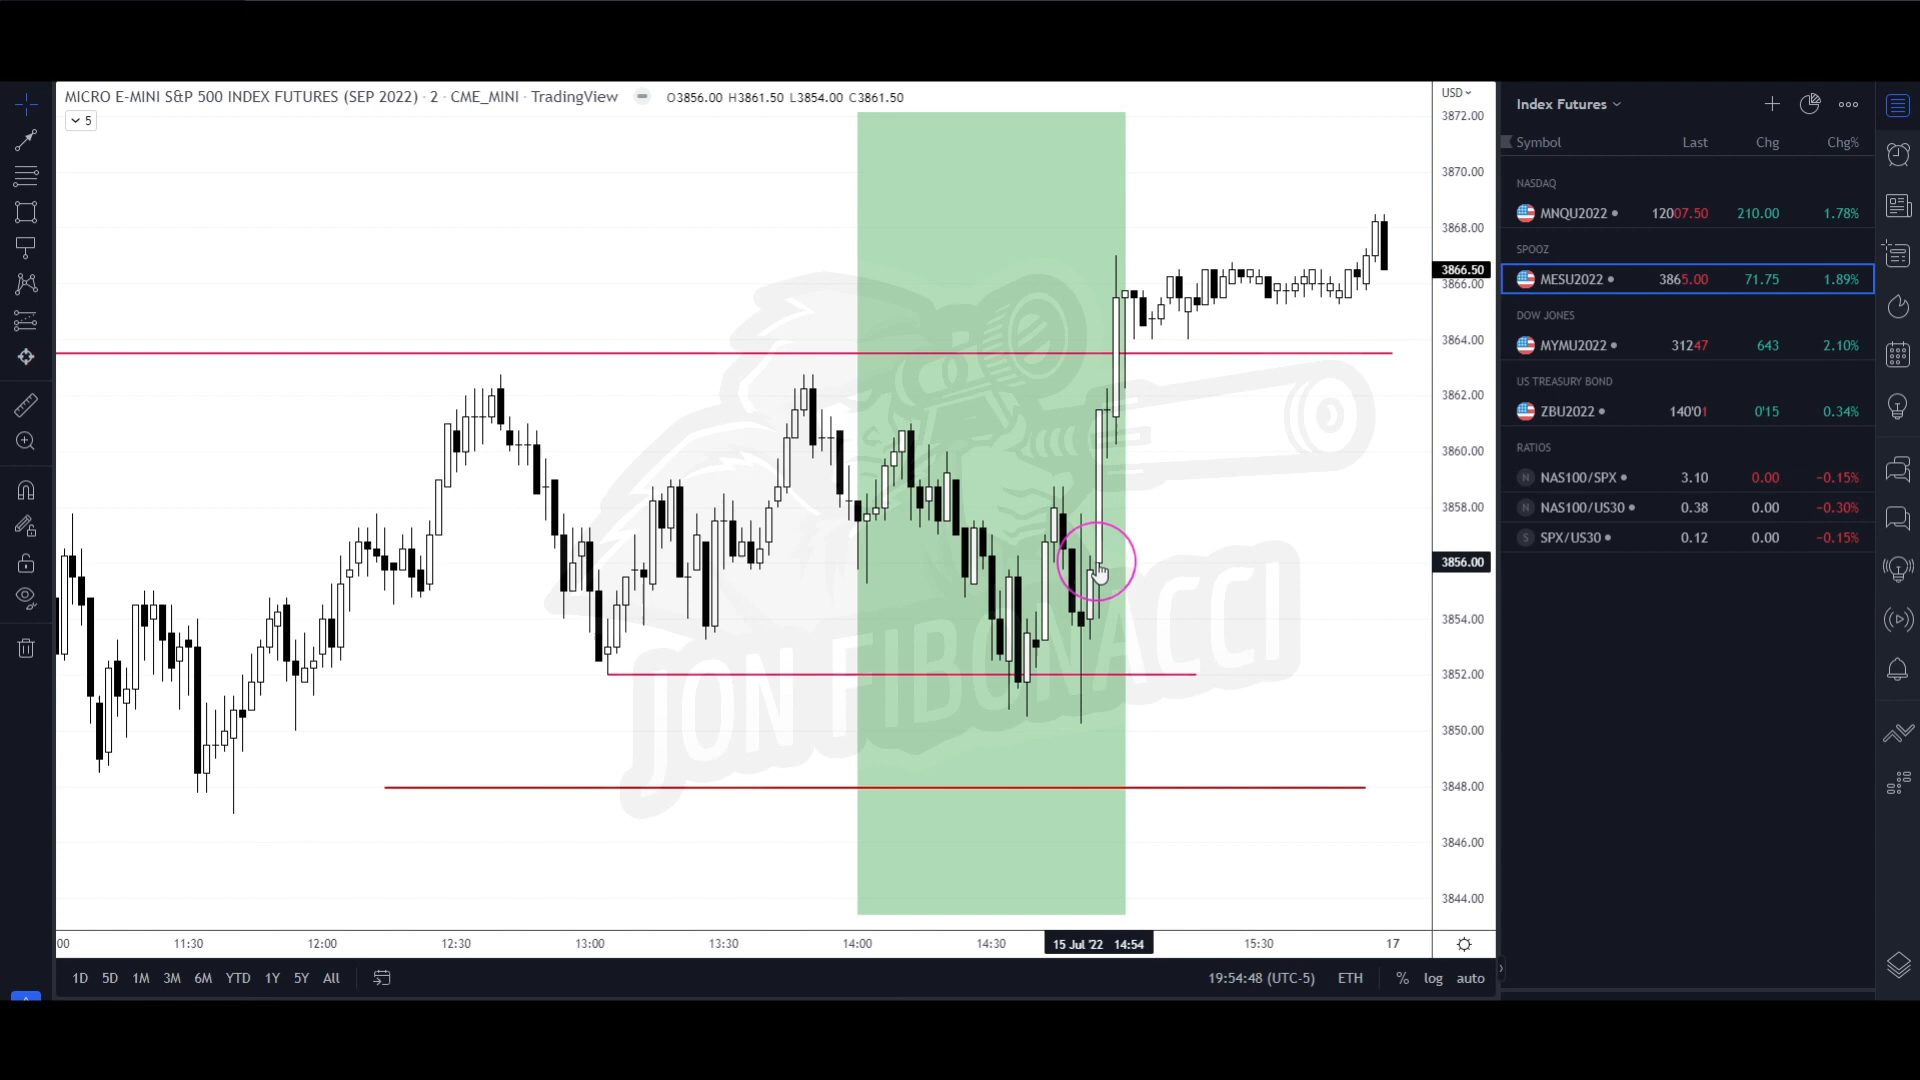 MICRO E-MINI S&P 500 INDEX FUTURES (SEP 2022) · 2 · CME_MINI · TradingView O3856.00 H3861.50 L3854.00 C3861.50
5
USD
3872.00
3870.00
3868.00
3866.50
3866.00
3864.00
3862.00
3860.00
3858.00
3856.00
3854.00
3852.00
3850.00
3848.00
3846.00
3844.00
JON FIBONACCI
00 11:30 12:00 12:30 13:00 13:30 14:00 14:30 15 Jul '22 14:54 15:30 17
1D 5D 1M 3M 6M YTD 1Y 5Y All 19:54:48 (UTC-5) ETH % log auto
Index Futures
Symbol Last Chg Chg%
NASDAQ
MNQU2022 12007.50 210.00 1.78%
SPOOZ
MESU2022 3865.00 71.75 1.89%
DOW JONES
MYMU2022 31247 643 2.10%
US TREASURY BOND
ZBU2022 140'01 0'15 0.34%
RATIOS
N NAS100/SPX 3.10 0.00 −0.15%
N NAS100/US30 0.38 0.00 −0.30%
S SPX/US30 0.12 0.00 −0.15%